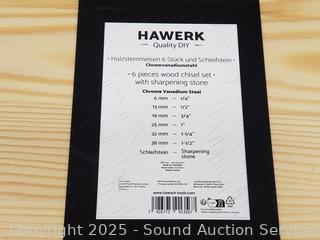 HAWERK
Quality DIY
• Holzstemmeisen 6 Stück und Schleifstein •
Chromvanadiumstahl
• 6 pieces wood chisel set •
with sharpening stone
Chrome Vanadium Steel
6 mm – 1/4"
13 mm – 1/2"
19 mm – 3/4"
25 mm – 1"
32 mm – 1-1/4"
38 mm – 1-1/2"
Schleifstein – Sharpening
stone
www.hawerk-tools.com
Copyright 2025 - Sound Auction Service